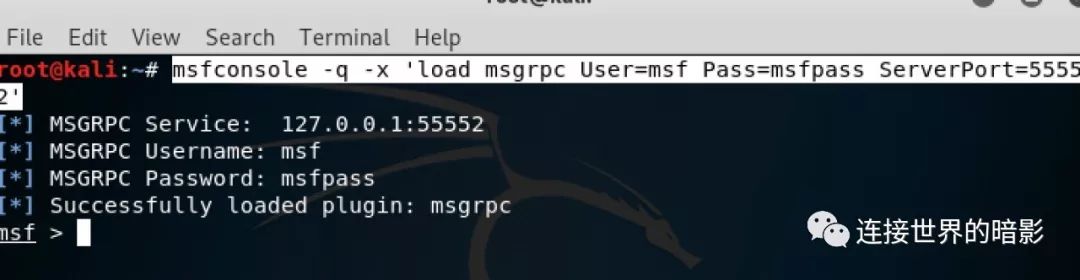 root@kali
File Edit View Search Terminal Help
root@kali:~# msfconsole -q -x 'load msgrpc User=msf Pass=msfpass ServerPort=5555
2'
[*] MSGRPC Service:  127.0.0.1:55552
[*] MSGRPC Username: msf
[*] MSGRPC Password: msfpass
[*] Successfully loaded plugin: msgrpc
msf >
连接世界的暗影